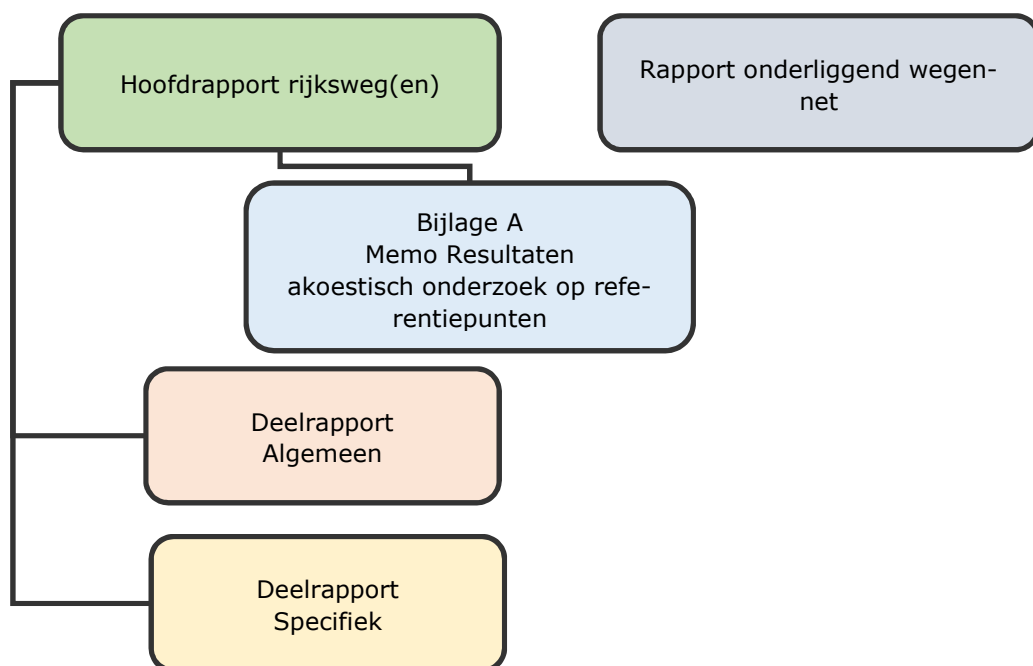 Hoofdrapport rijksweg(en)
Rapport onderliggend wegen-
net
Bijlage A
Memo Resultaten
akoestisch onderzoek op refe-
rentiepunten
Deelrapport
Algemeen
Deelrapport
Specifiek